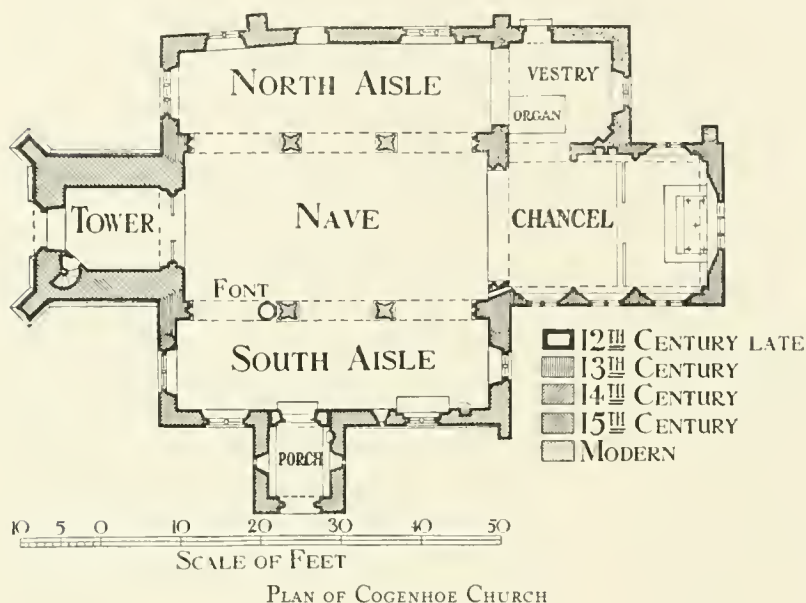 NORTH AISLE
VESTRY
ORGAN
TOWER
NAVE
CHANCEL
FONT
SOUTH AISLE
PORCH
12TH CENTURY LATE
13TH CENTURY
14TH CENTURY
15TH CENTURY
MODERN
10 5 0 10 20 30 40 50
SCALE OF FEET
PLAN OF COGENHOE CHURCH